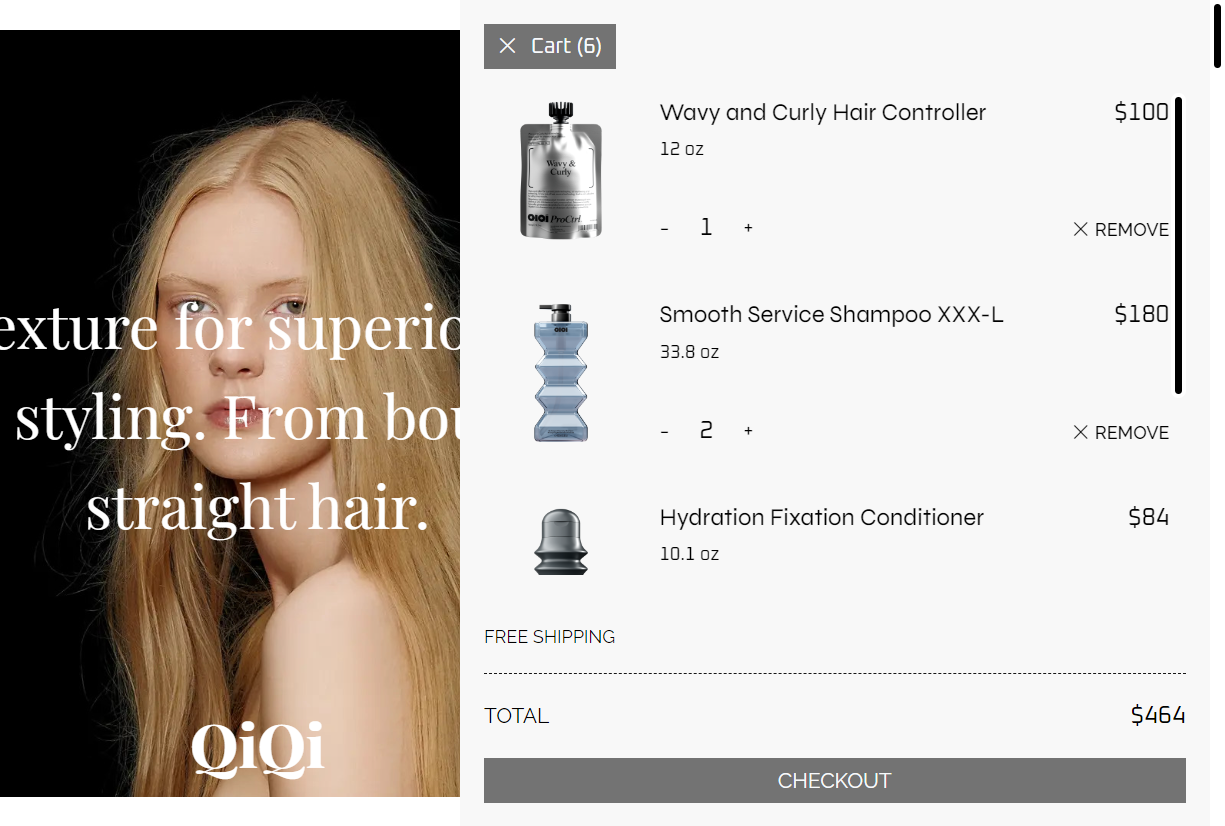 exture for superio
styling. From bou
straight hair.
QiQi
Cart (6)
Wavy &
Curly
QIQI ProCtrl.
Wavy and Curly Hair Controller
$100
12 oz
- 1 +
REMOVE
QIQI
Smooth Service Shampoo XXX-L
$180
33.8 oz
- 2 +
REMOVE
Hydration Fixation Conditioner
$84
10.1 oz
FREE SHIPPING
TOTAL
$464
CHECKOUT